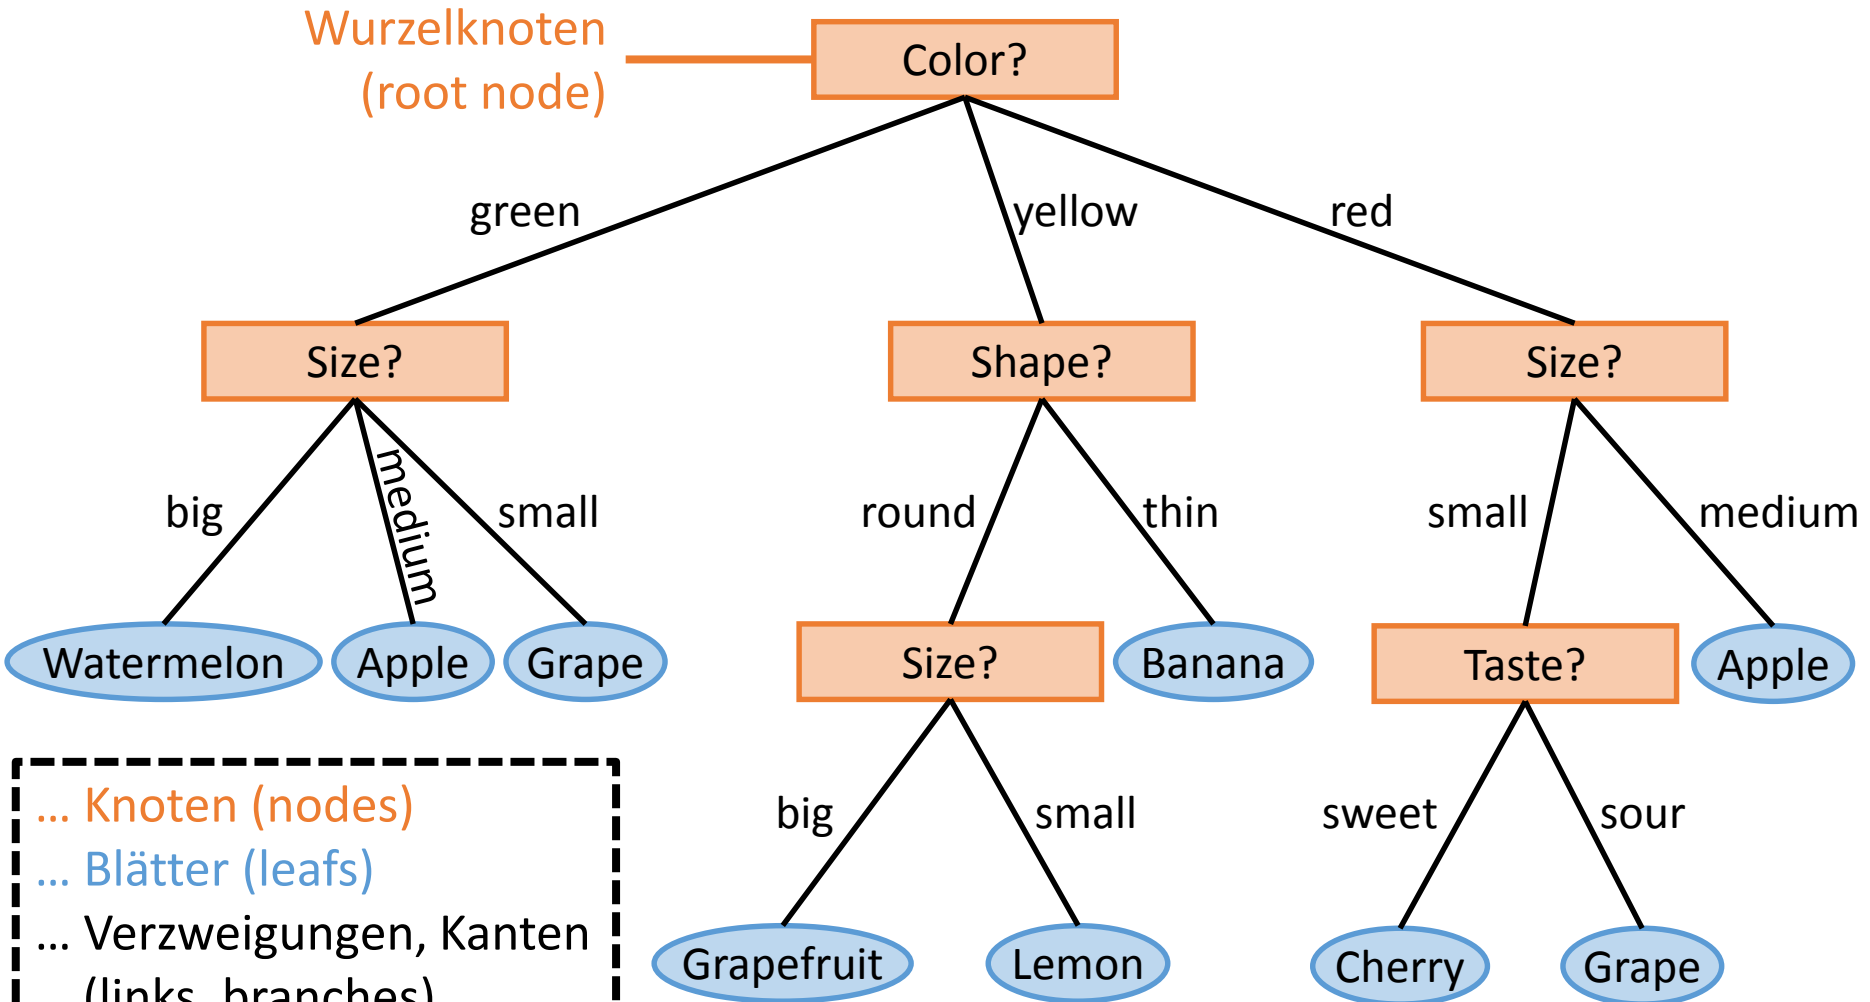 Wurzelknoten
(root node)
Color?
green
yellow
red
Size?
Shape?
Size?
big
medium
small
round
thin
small
medium
Watermelon
Apple
Grape
Size?
Banana
Taste?
Apple
... Knoten (nodes)
... Blätter (leafs)
... Verzweigungen, Kanten
(links, branches)
big
small
sweet
sour
Grapefruit
Lemon
Cherry
Grape